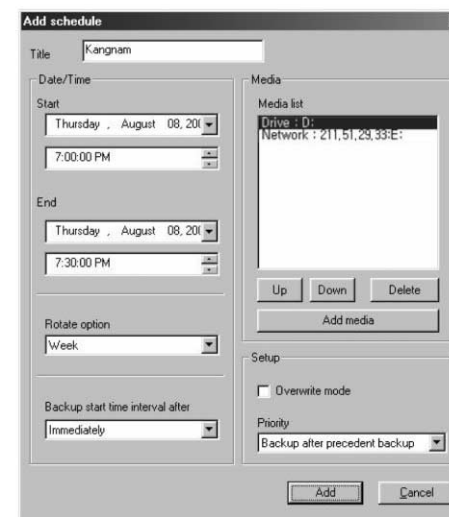 Add schedule
Title
Kangnam
Date/Time
Start
Thursday , August 08, 20
7:00:00 PM
End
Thursday , August 08, 20
7:30:00 PM
Rotate option
Week
Backup start time interval after
Immediately
Media
Media list
Drive : D:
Network : 211,51,29,33:E:
Up
Down
Delete
Add media
Setup
Overwrite mode
Priority
Backup after precedent backup
Add
Cancel